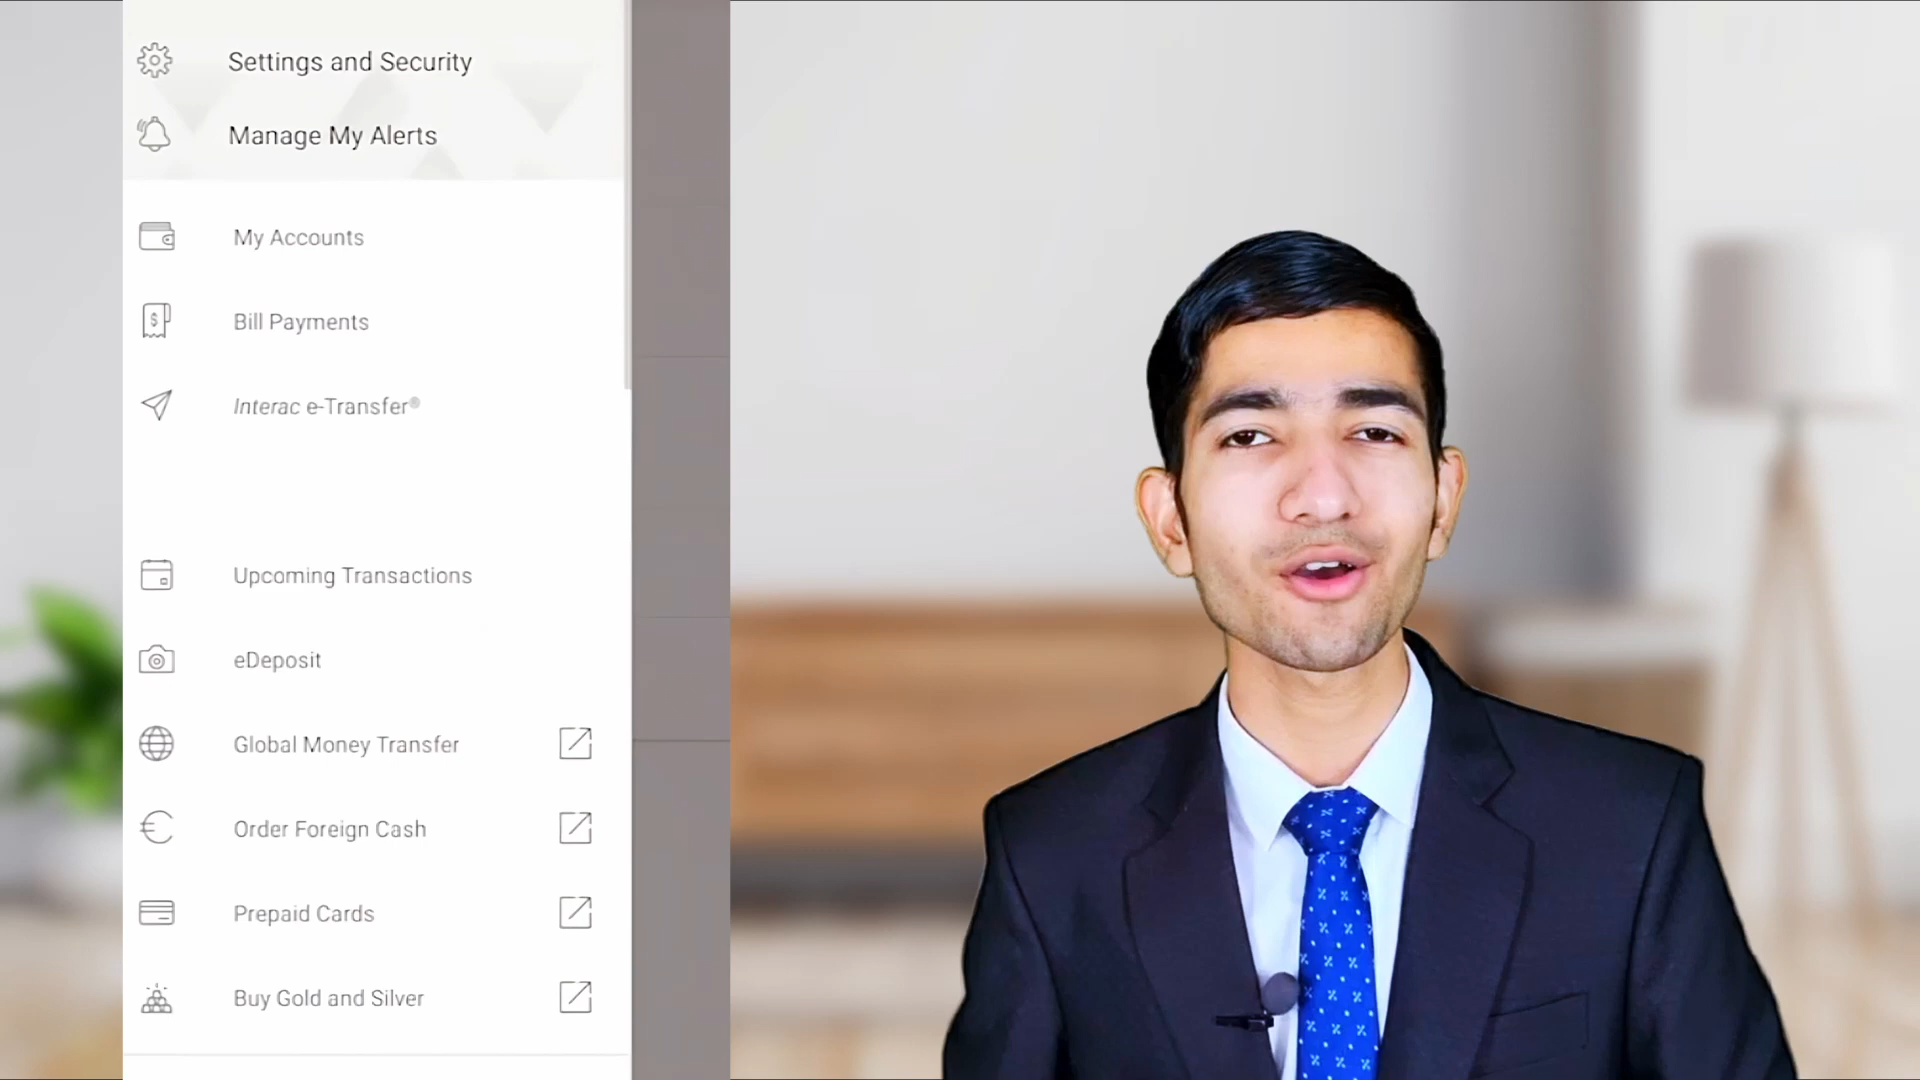 Settings and Security
Manage My Alerts
My Accounts
Bill Payments
Interac e-Transfer®
Upcoming Transactions
eDeposit
Global Money Transfer
Order Foreign Cash
Prepaid Cards
Buy Gold and Silver